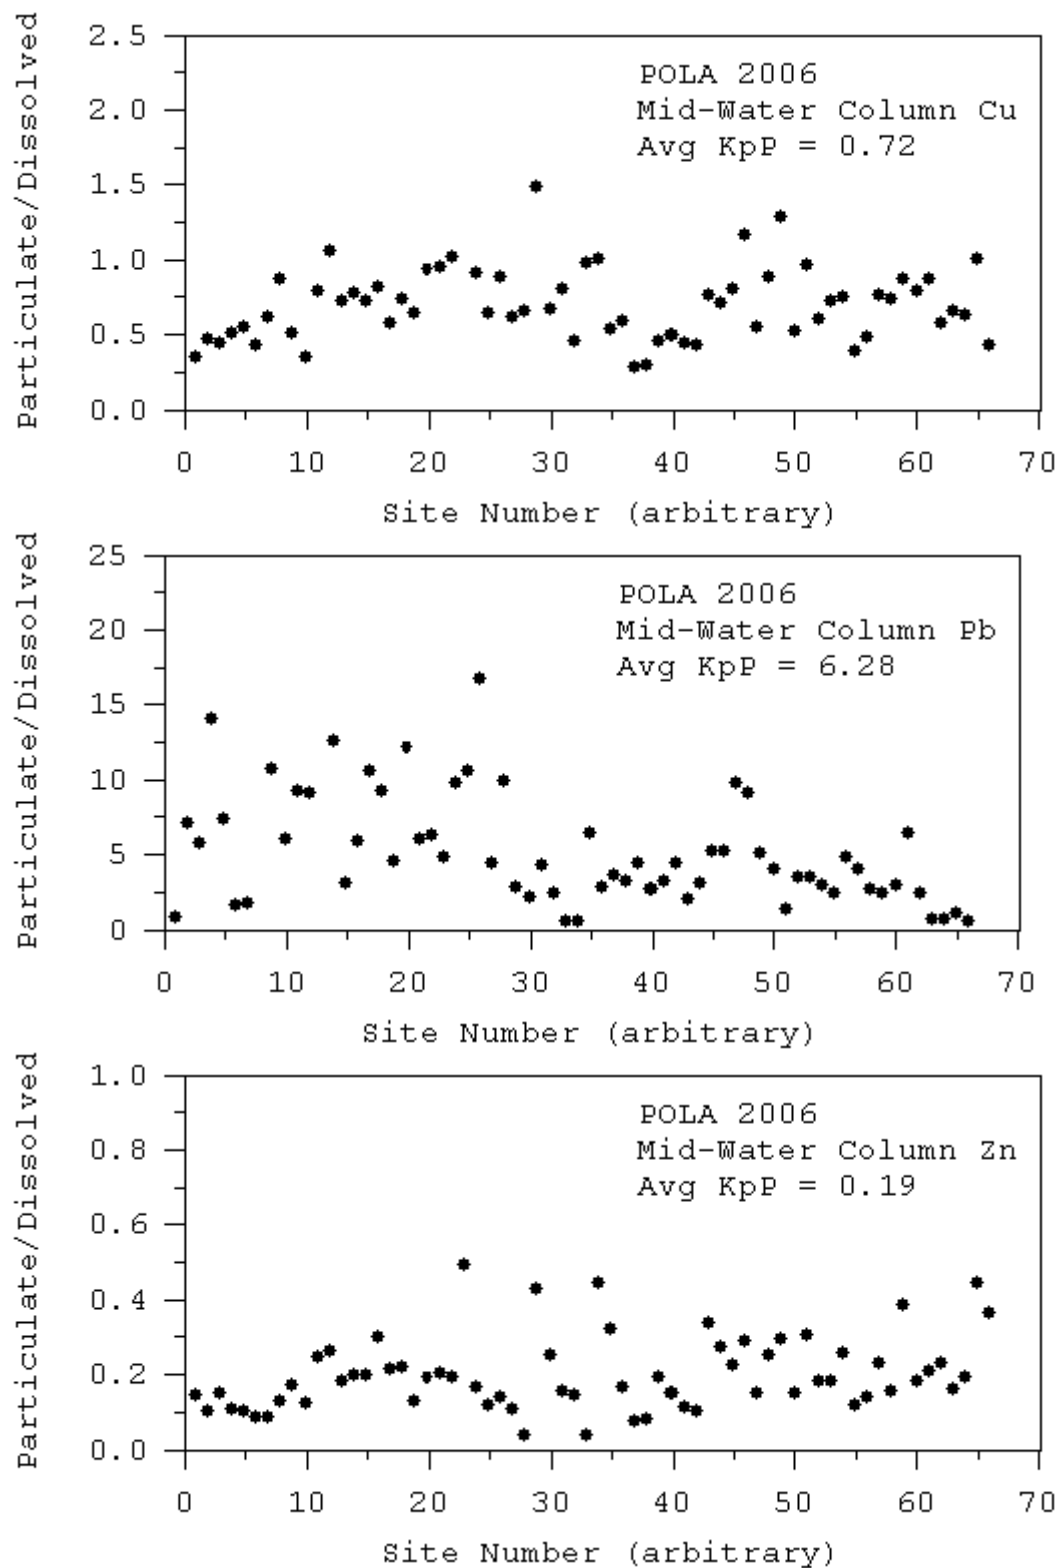 Particulate/Dissolved
2.5
2.0
1.5
1.0
0.5
0.0
POLA 2006
Mid-Water Column Cu
Avg KpP = 0.72
0 10 20 30 40 50 60 70
Site Number (arbitrary)
Particulate/Dissolved
25
20
15
10
5
0
POLA 2006
Mid-Water Column Pb
Avg KpP = 6.28
0 10 20 30 40 50 60 70
Site Number (arbitrary)
Particulate/Dissolved
1.0
0.8
0.6
0.4
0.2
0.0
POLA 2006
Mid-Water Column Zn
Avg KpP = 0.19
0 10 20 30 40 50 60 70
Site Number (arbitrary)